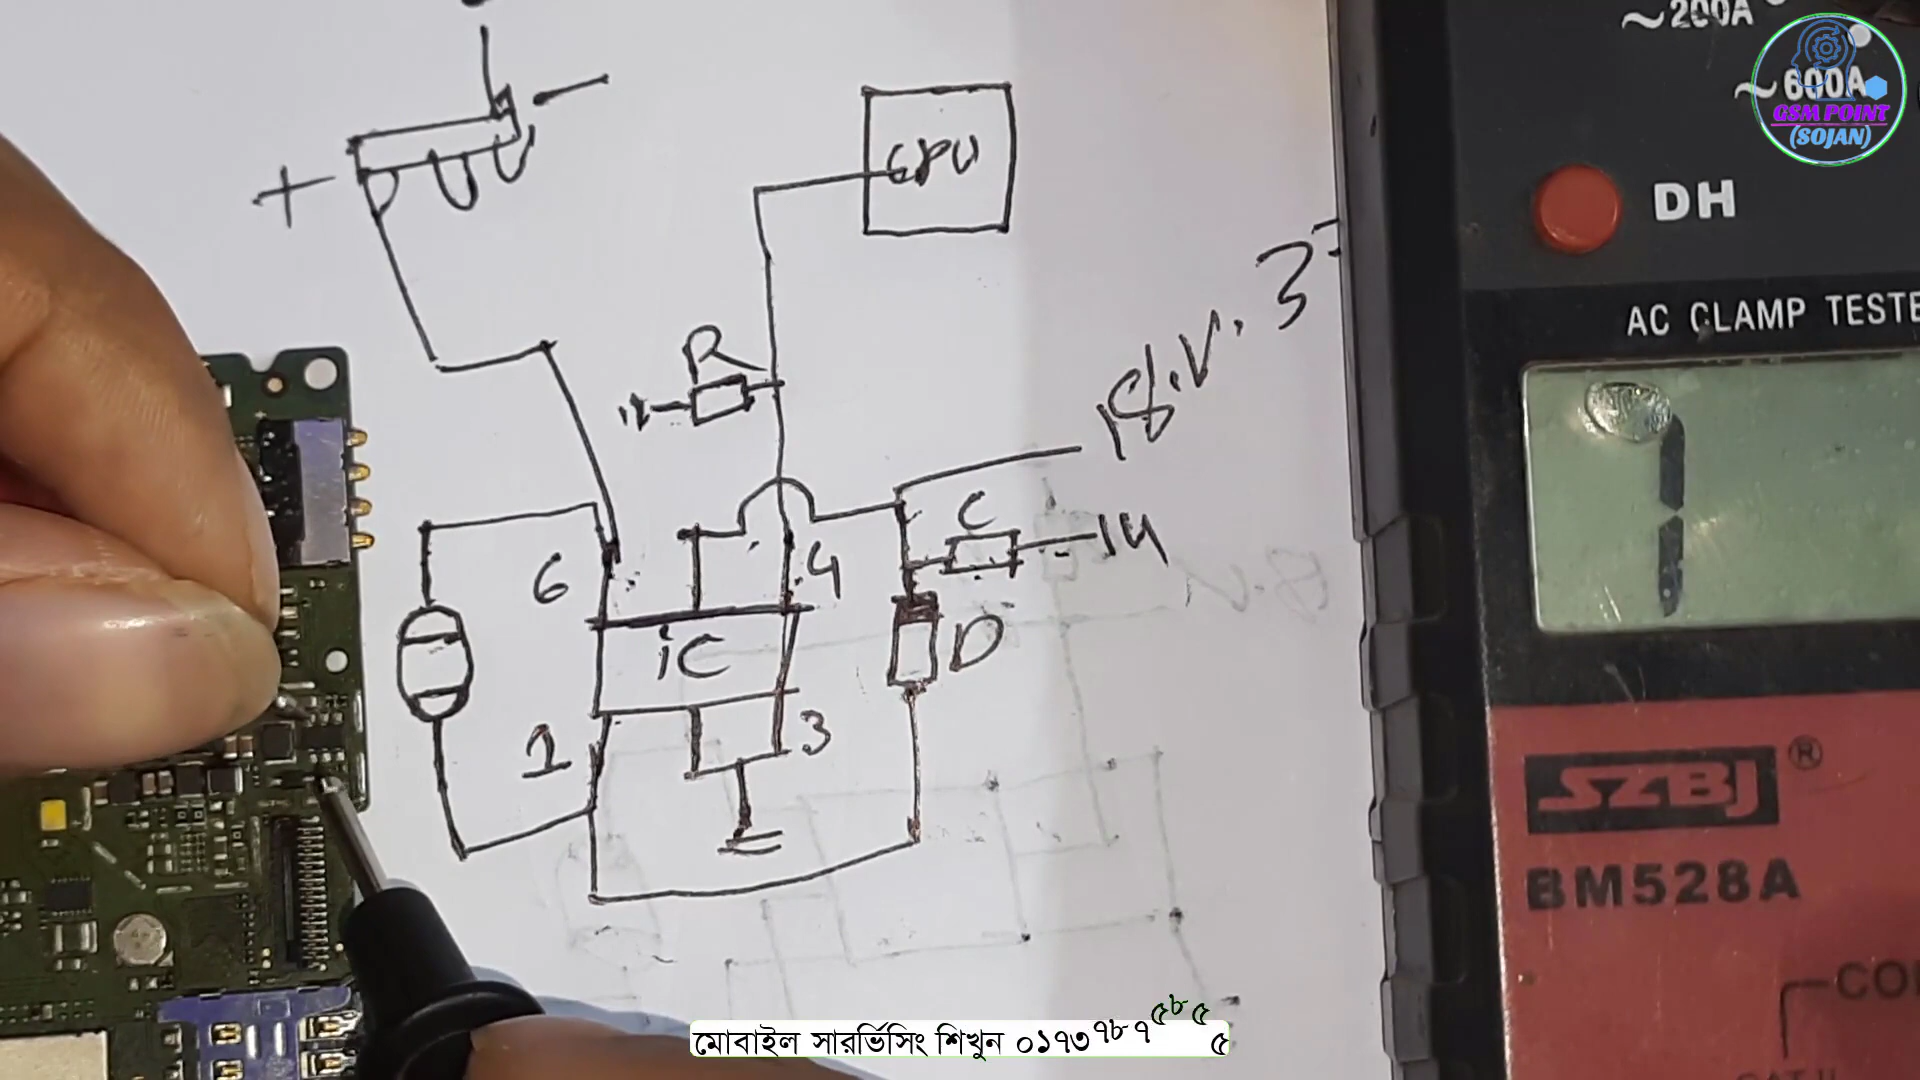 ~200A
~600A
GSM POINT
(SOJAN)
DH
CPU
+
-
R
18.V. 3
AC CLAMP TESTE
C
6
4
iC
D
1
3
SZBJ®
BM528A
COM
মোবাইল সারর্ভিসিং শিখুন ০১৭৩৭৮৭৫৮৫৫